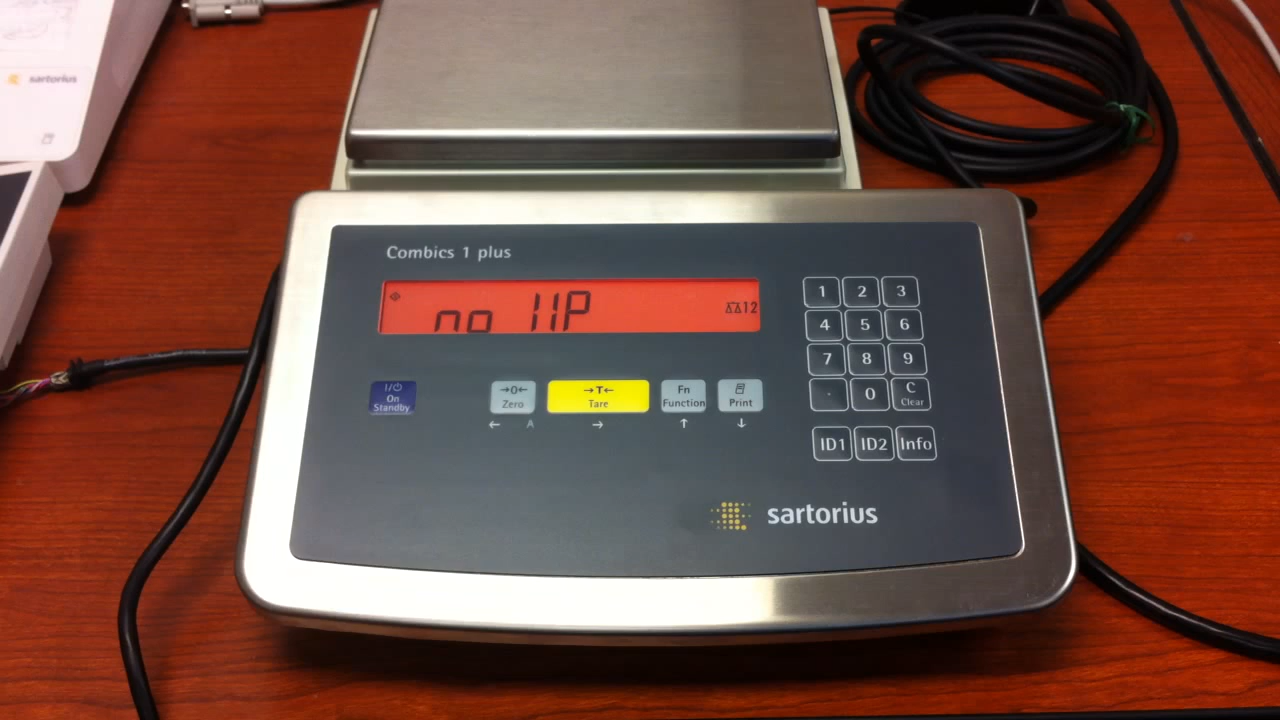 sartorius
Combics 1 plus
no WP
12
1 2 3
4 5 6
7 8 9
. 0 C Clear
ID1 ID2 Info
I/⏻ On Standby
→0← Zero
→T← Tare
Fn Function
Print
← A → ↑ ↓
sartorius